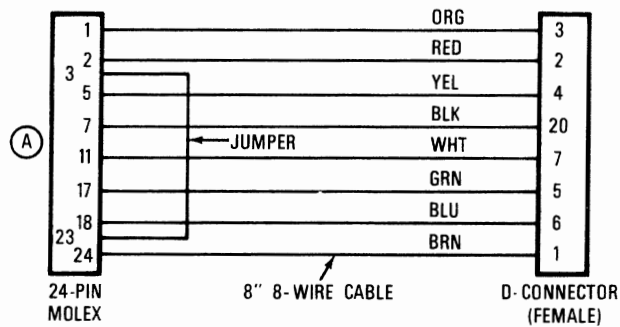 ORG
1 3
RED
2 2
3
YEL
5 4
BLK
7 20
A
JUMPER
WHT
11 7
GRN
17 5
BLU
18 6
23
BRN
24 1
24-PIN
MOLEX
8" 8-WIRE CABLE
D-CONNECTOR
(FEMALE)